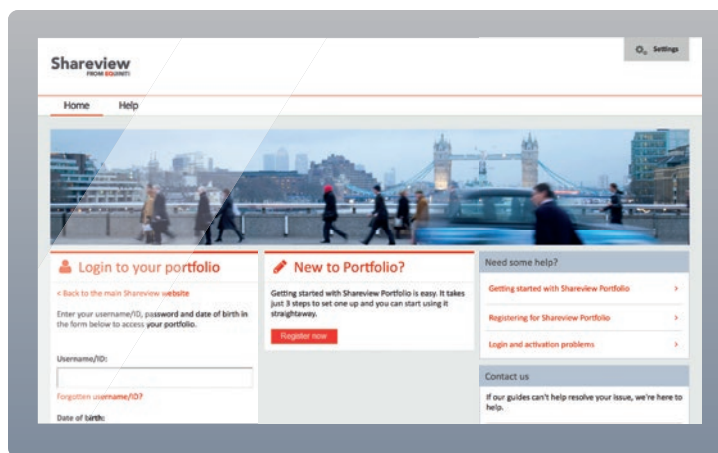 Settings
Shareview
FROM EQUINITI
Home Help
Login to your portfolio
< Back to the main Shareview website
Enter your username/ID, password and date of birth in
the form below to access your portfolio.
Username/ID:
Forgotten username/ID?
Date of birth:
New to Portfolio?
Getting started with Shareview Portfolio is easy. It takes
just 3 steps to set one up and you can start using it
straightaway.
Register now
Need some help?
Getting started with Shareview Portfolio >
Registering for Shareview Portfolio >
Login and activation problems >
Contact us
If our guides can't help resolve your issue, we're here to
help.